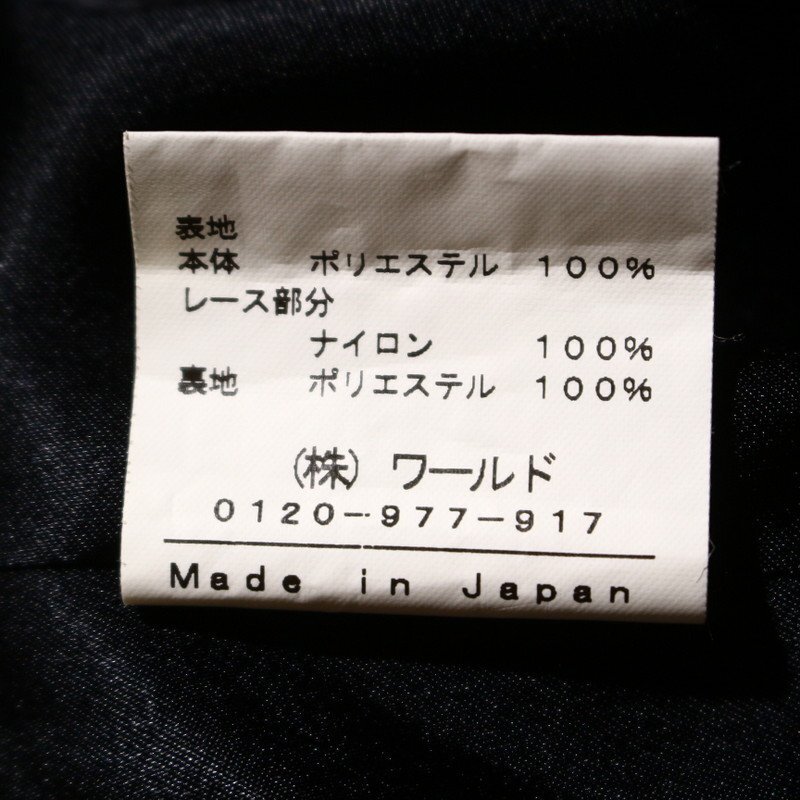 表地
本体 ポリエステル 100%
レース部分
ナイロン 100%
裏地 ポリエステル 100%
(株) ワールド
0120-977-917
Made in Japan